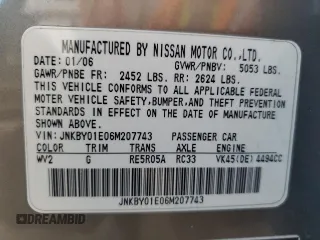 MANUFACTURED BY NISSAN MOTOR CO.,LTD.
DATE: 01/06 GVWR/PNBV: 5053 LBS.
GAWR/PNBE FR: 2452 LBS. RR: 2624 LBS.
THIS VEHICLE CONFORMS TO ALL APPLICABLE FEDERAL
MOTOR VEHICLE SAFETY,BUMPER,AND THEFT PREVENTION
STANDARDS IN EFFECT ON THE DATE OF MANUFACTURE
SHOWN ABOVE.
VIN: JNKBY01E06M207743 PASSENGER CAR
COLOR TRIM TRANS AXLE ENGINE
WV2 G RE5R05A RC33 VK45(DE) 4494CC
JNKBY01E06M207743
RESBID.COM